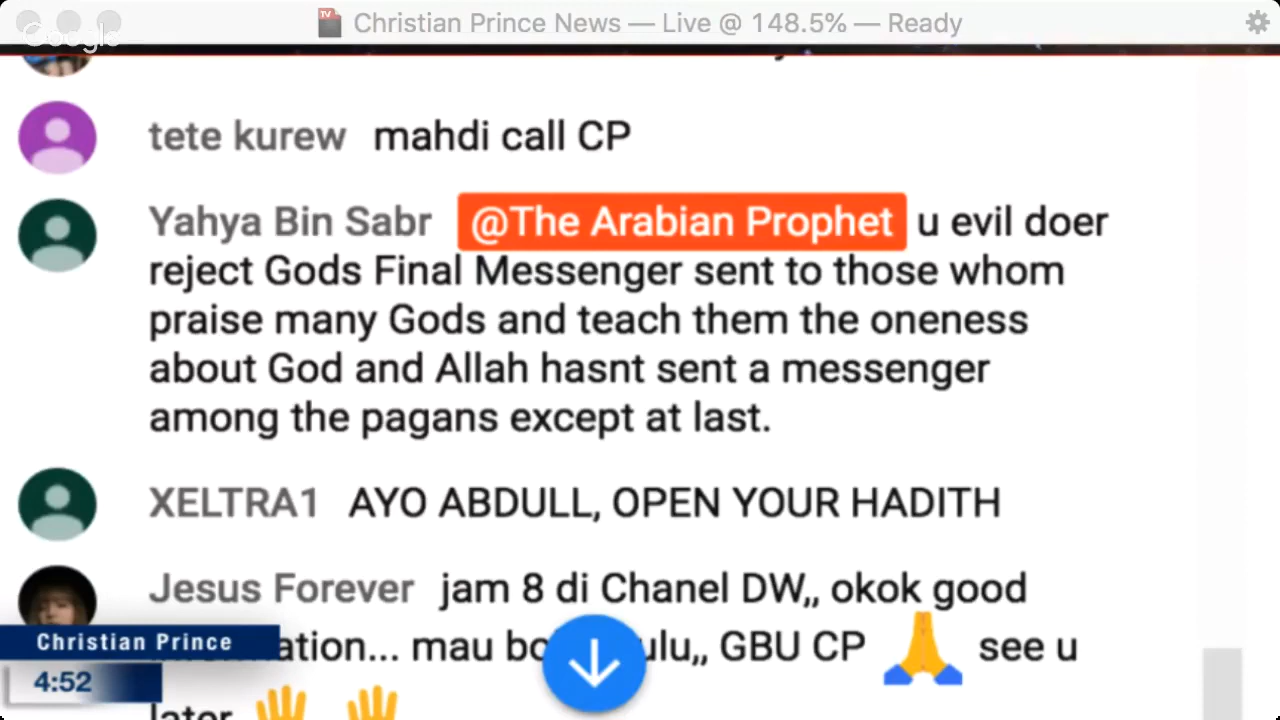 Christian Prince News — Live @ 148.5% — Ready
Google
tete kurew mahdi call CP
Yahya Bin Sabr @The Arabian Prophet u evil doer
reject Gods Final Messenger sent to those whom
praise many Gods and teach them the oneness
about God and Allah hasnt sent a messenger
among the pagans except at last.
XELTRA1 AYO ABDULL, OPEN YOUR HADITH
Jesus Forever jam 8 di Chanel DW,, okok good
... mau GBU CP 🙏 see u
later
Christian Prince
4:52